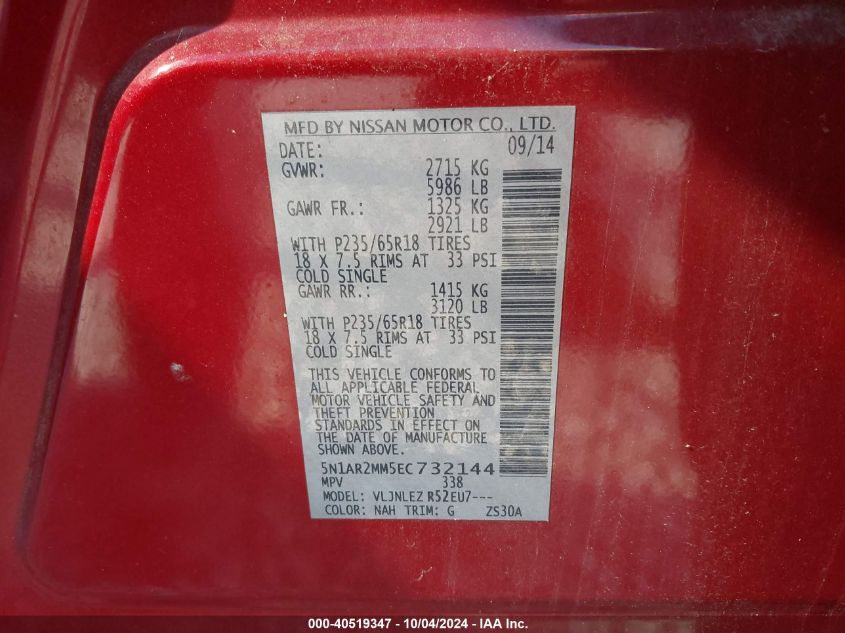 MFD BY NISSAN MOTOR CO., LTD.
DATE: 09/14
GVWR: 2715 KG
5986 LB
GAWR FR.: 1325 KG
2921 LB
WITH P235/65R18 TIRES
18 X 7.5 RIMS AT 33 PSI
COLD SINGLE
GAWR RR.: 1415 KG
3120 LB
WITH P235/65R18 TIRES
18 X 7.5 RIMS AT 33 PSI
COLD SINGLE
THIS VEHICLE CONFORMS TO
ALL APPLICABLE FEDERAL
MOTOR VEHICLE SAFETY AND
THEFT PREVENTION
STANDARDS IN EFFECT ON
THE DATE OF MANUFACTURE
SHOWN ABOVE.
5N1AR2MM5EC732144
MPV 338
MODEL: VLJNLEZ R52EU7---
COLOR: NAH TRIM: G ZS30A
000-40519347 - 10/04/2024 - IAA Inc.